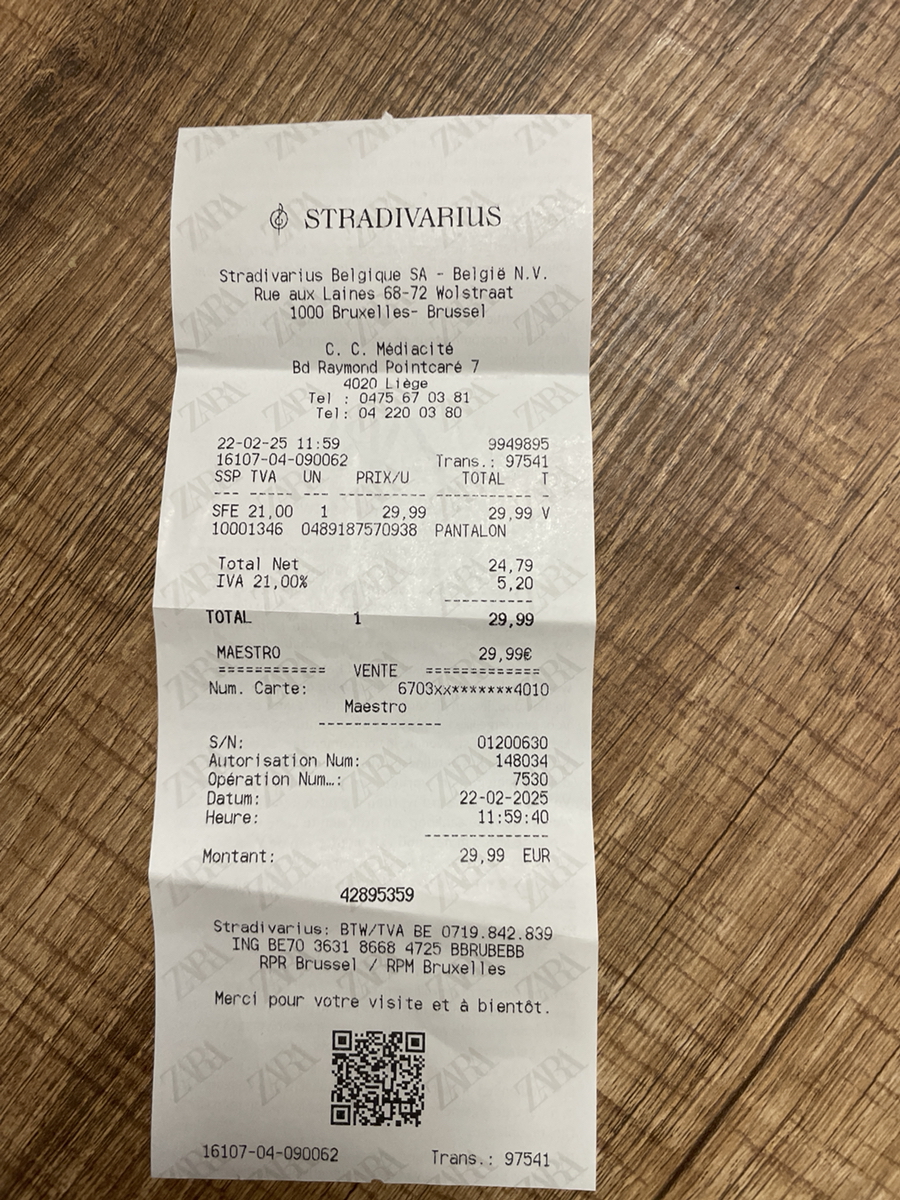 STRADIVARIUS
Stradivarius Belgique SA - België N.V.
Rue aux Laines 68-72 Wolstraat
1000 Bruxelles- Brussel
C. C. Médiacité
Bd Raymond Pointcaré 7
4020 Liège
Tel : 0475 67 03 81
Tel: 04 220 03 80
22-02-25 11:59 9949895
16107-04-090062 Trans.: 97541
SSP TVA UN PRIX/U TOTAL T
--- ----- --- ---------- ---------- -
SFE 21,00 1 29,99 29,99 V
10001346 0489187570938 PANTALON
Total Net 24,79
IVA 21,00% 5,20
----------
TOTAL 1 29,99
MAESTRO 29,99€
============ VENTE =============
Num. Carte: 6703xx*******4010
Maestro
--------------
S/N: 01200630
Autorisation Num: 148034
Opération Num…: 7530
Datum: 22-02-2025
Heure: 11:59:40
--------------
Montant: 29,99 EUR
42895359
Stradivarius: BTW/TVA BE 0719.842.839
ING BE70 3631 8668 4725 BBRUBEBB
RPR Brussel / RPM Bruxelles
Merci pour votre visite et à bientôt.
16107-04-090062 Trans.: 97541